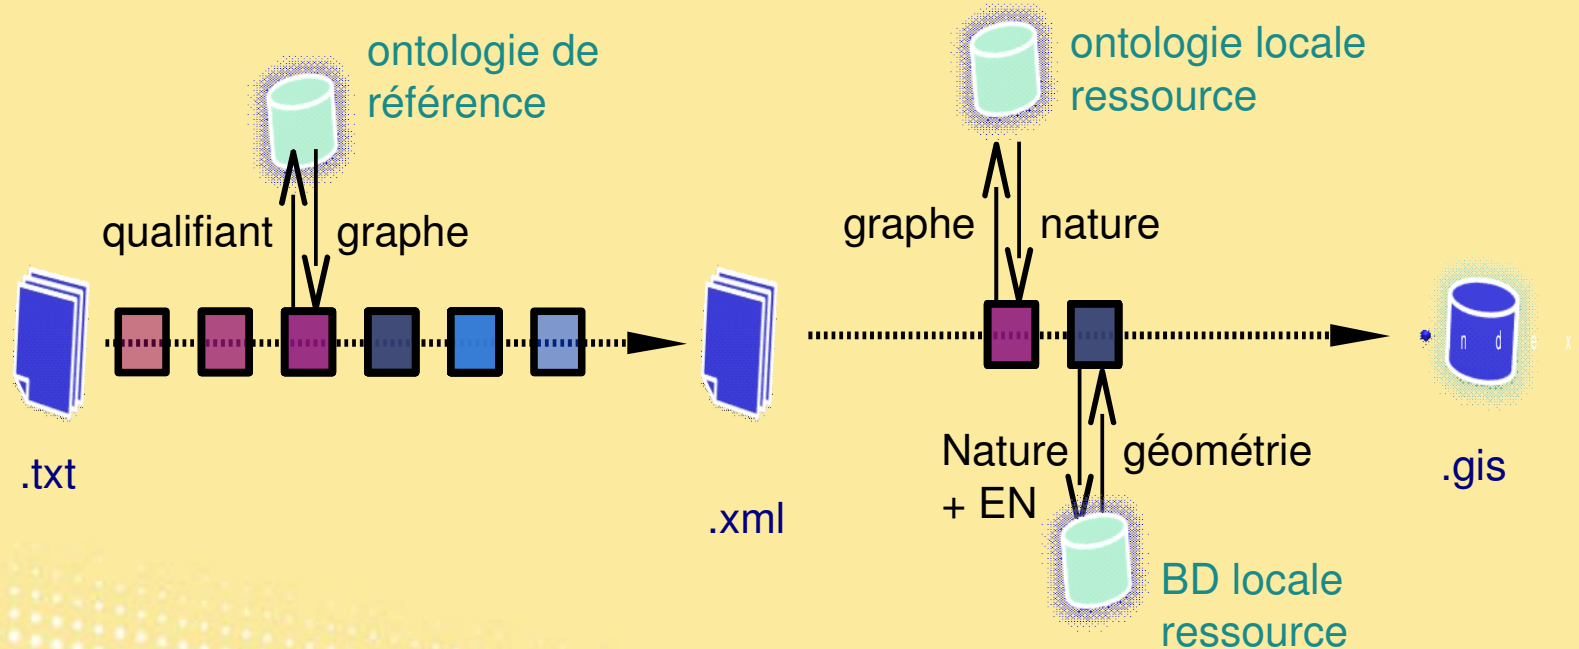 ontologie de
référence
ontologie locale
ressource
qualifiant
graphe
graphe
nature
n d e x
.txt
.xml
Nature
+ EN
géométrie
.gis
BD locale
ressource